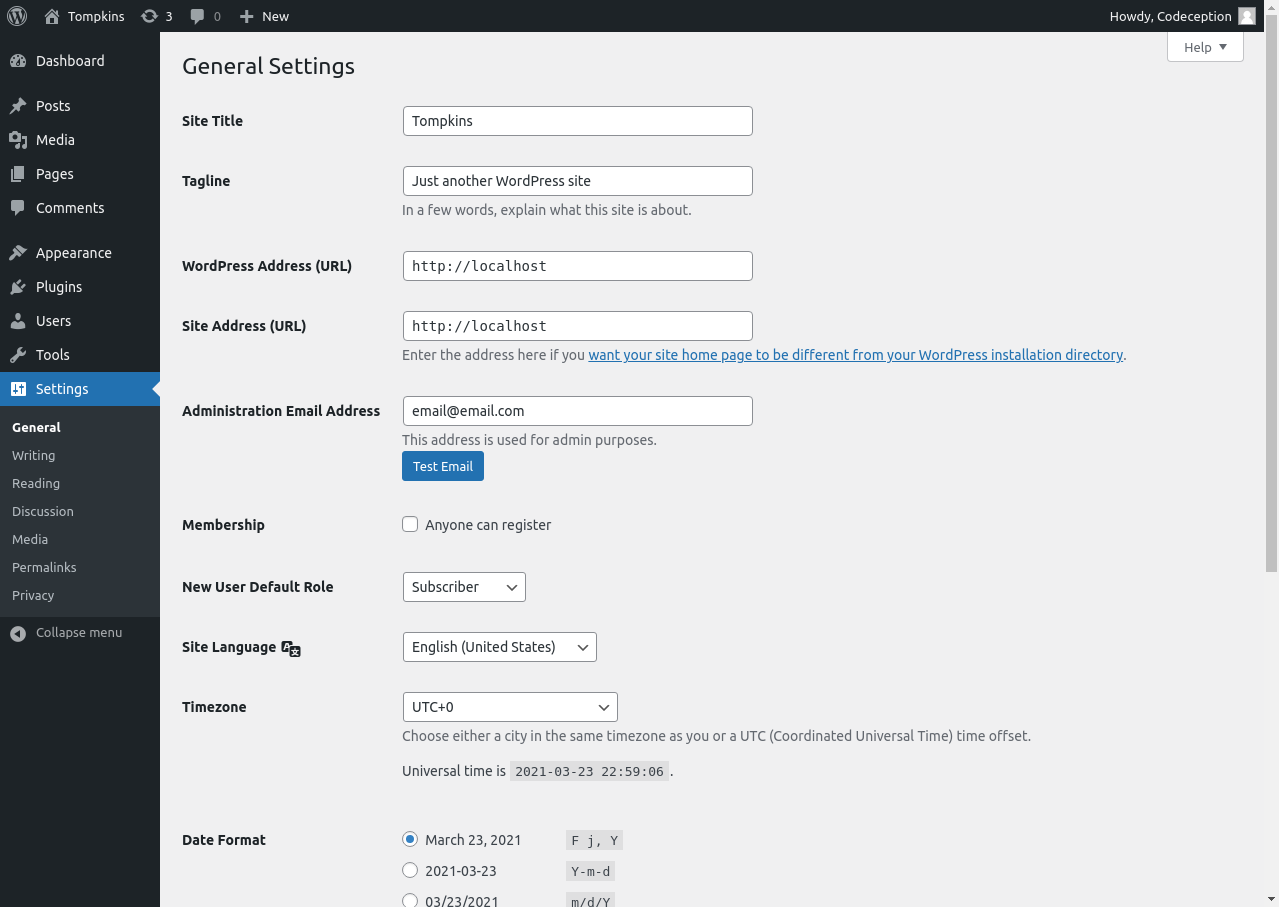 Tompkins 3 0 New Howdy, Codeception
Help
Dashboard
Posts
Media
Pages
Comments
Appearance
Plugins
Users
Tools
Settings
General
Writing
Reading
Discussion
Media
Permalinks
Privacy
Collapse menu
General Settings
Site Title Tompkins
Tagline Just another WordPress site
In a few words, explain what this site is about.
WordPress Address (URL) http://localhost
Site Address (URL) http://localhost
Enter the address here if you want your site home page to be different from your WordPress installation directory.
Administration Email Address email@email.com
This address is used for admin purposes.
Test Email
Membership Anyone can register
New User Default Role Subscriber
Site Language English (United States)
Timezone UTC+0
Choose either a city in the same timezone as you or a UTC (Coordinated Universal Time) time offset.
Universal time is 2021-03-23 22:59:06 .
Date Format March 23, 2021 F j, Y
2021-03-23 Y-m-d
03/23/2021 m/d/Y